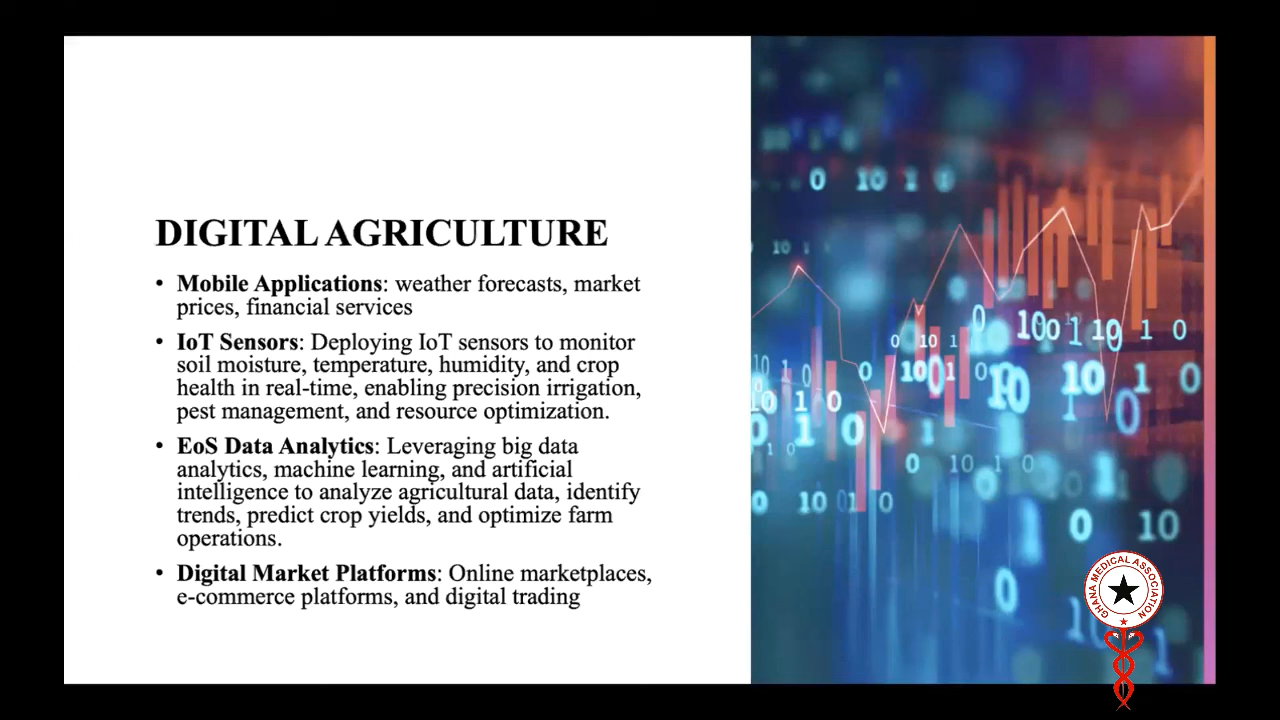 DIGITAL AGRICULTURE
• Mobile Applications: weather forecasts, market
prices, financial services
• IoT Sensors: Deploying IoT sensors to monitor
soil moisture, temperature, humidity, and crop
health in real-time, enabling precision irrigation,
pest management, and resource optimization.
• EoS Data Analytics: Leveraging big data
analytics, machine learning, and artificial
intelligence to analyze agricultural data, identify
trends, predict crop yields, and optimize farm
operations.
• Digital Market Platforms: Online marketplaces,
e-commerce platforms, and digital trading
GHANA MEDICAL ASSOCIATION